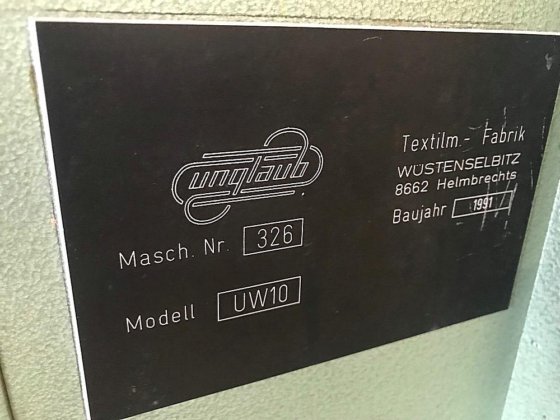 unglaub
Textilm.- Fabrik
WÜSTENSELBITZ
8662 Helmbrechts
Baujahr 1991
Masch. Nr. 326
Modell UW10